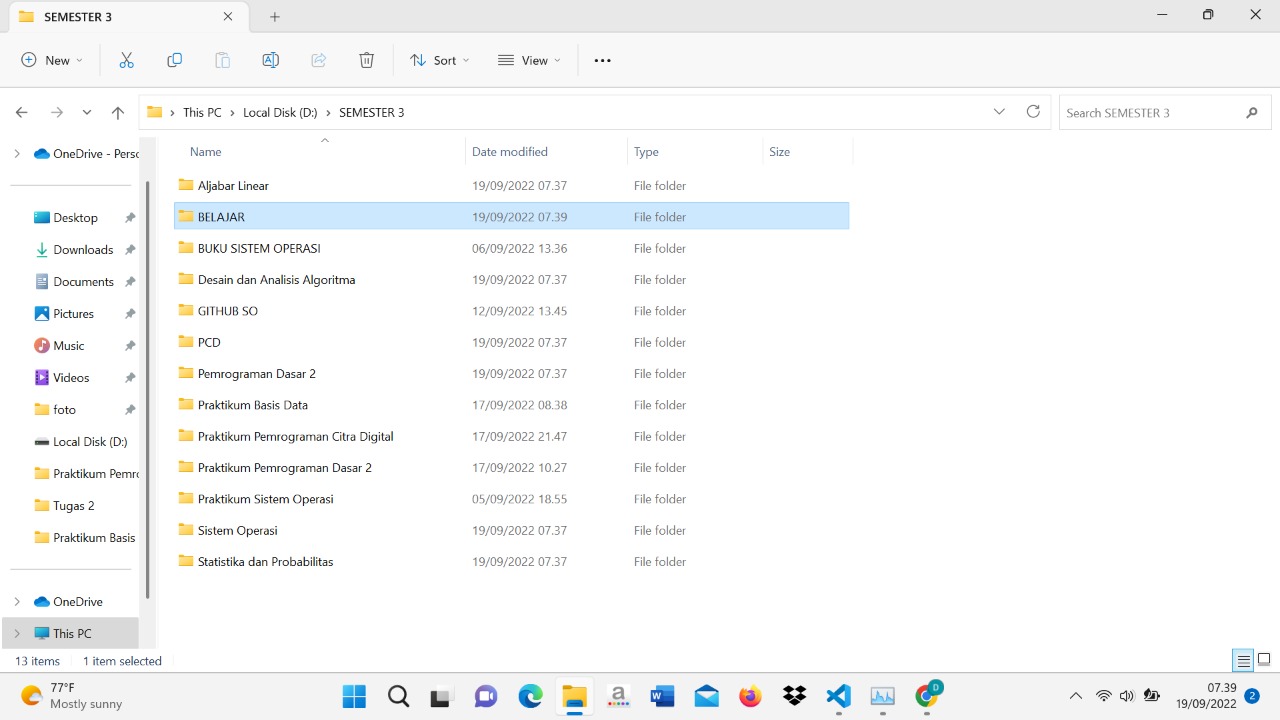 SEMESTER 3
New
Sort
View
This PC
Local Disk (D:)
SEMESTER 3
Search SEMESTER 3
OneDrive - Perso
Desktop
Downloads
Documents
Pictures
Music
Videos
foto
Local Disk (D:)
Praktikum Pemro
Tugas 2
Praktikum Basis
OneDrive
This PC
Name Date modified Type Size
Aljabar Linear 19/09/2022 07.37 File folder
BELAJAR 19/09/2022 07.39 File folder
BUKU SISTEM OPERASI 06/09/2022 13.36 File folder
Desain dan Analisis Algoritma 19/09/2022 07.37 File folder
GITHUB SO 12/09/2022 13.45 File folder
PCD 19/09/2022 07.37 File folder
Pemrograman Dasar 2 19/09/2022 07.37 File folder
Praktikum Basis Data 17/09/2022 08.38 File folder
Praktikum Pemrograman Citra Digital 17/09/2022 21.47 File folder
Praktikum Pemrograman Dasar 2 17/09/2022 10.27 File folder
Praktikum Sistem Operasi 05/09/2022 18.55 File folder
Sistem Operasi 19/09/2022 07.37 File folder
Statistika dan Probabilitas 19/09/2022 07.37 File folder
13 items 1 item selected
77°F
Mostly sunny
a
W
D
07.39
19/09/2022
2